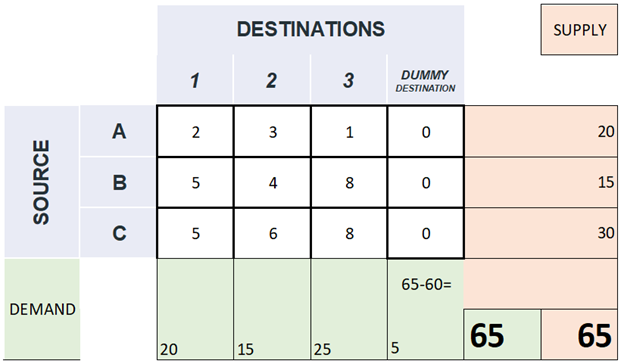 DESTINATIONS
SUPPLY
1 2 3 DUMMY
DESTINATION
SOURCE
A 2 3 1 0 20
B 5 4 8 0 15
C 5 6 8 0 30
DEMAND
65-60=
20 15 25 5
65 65